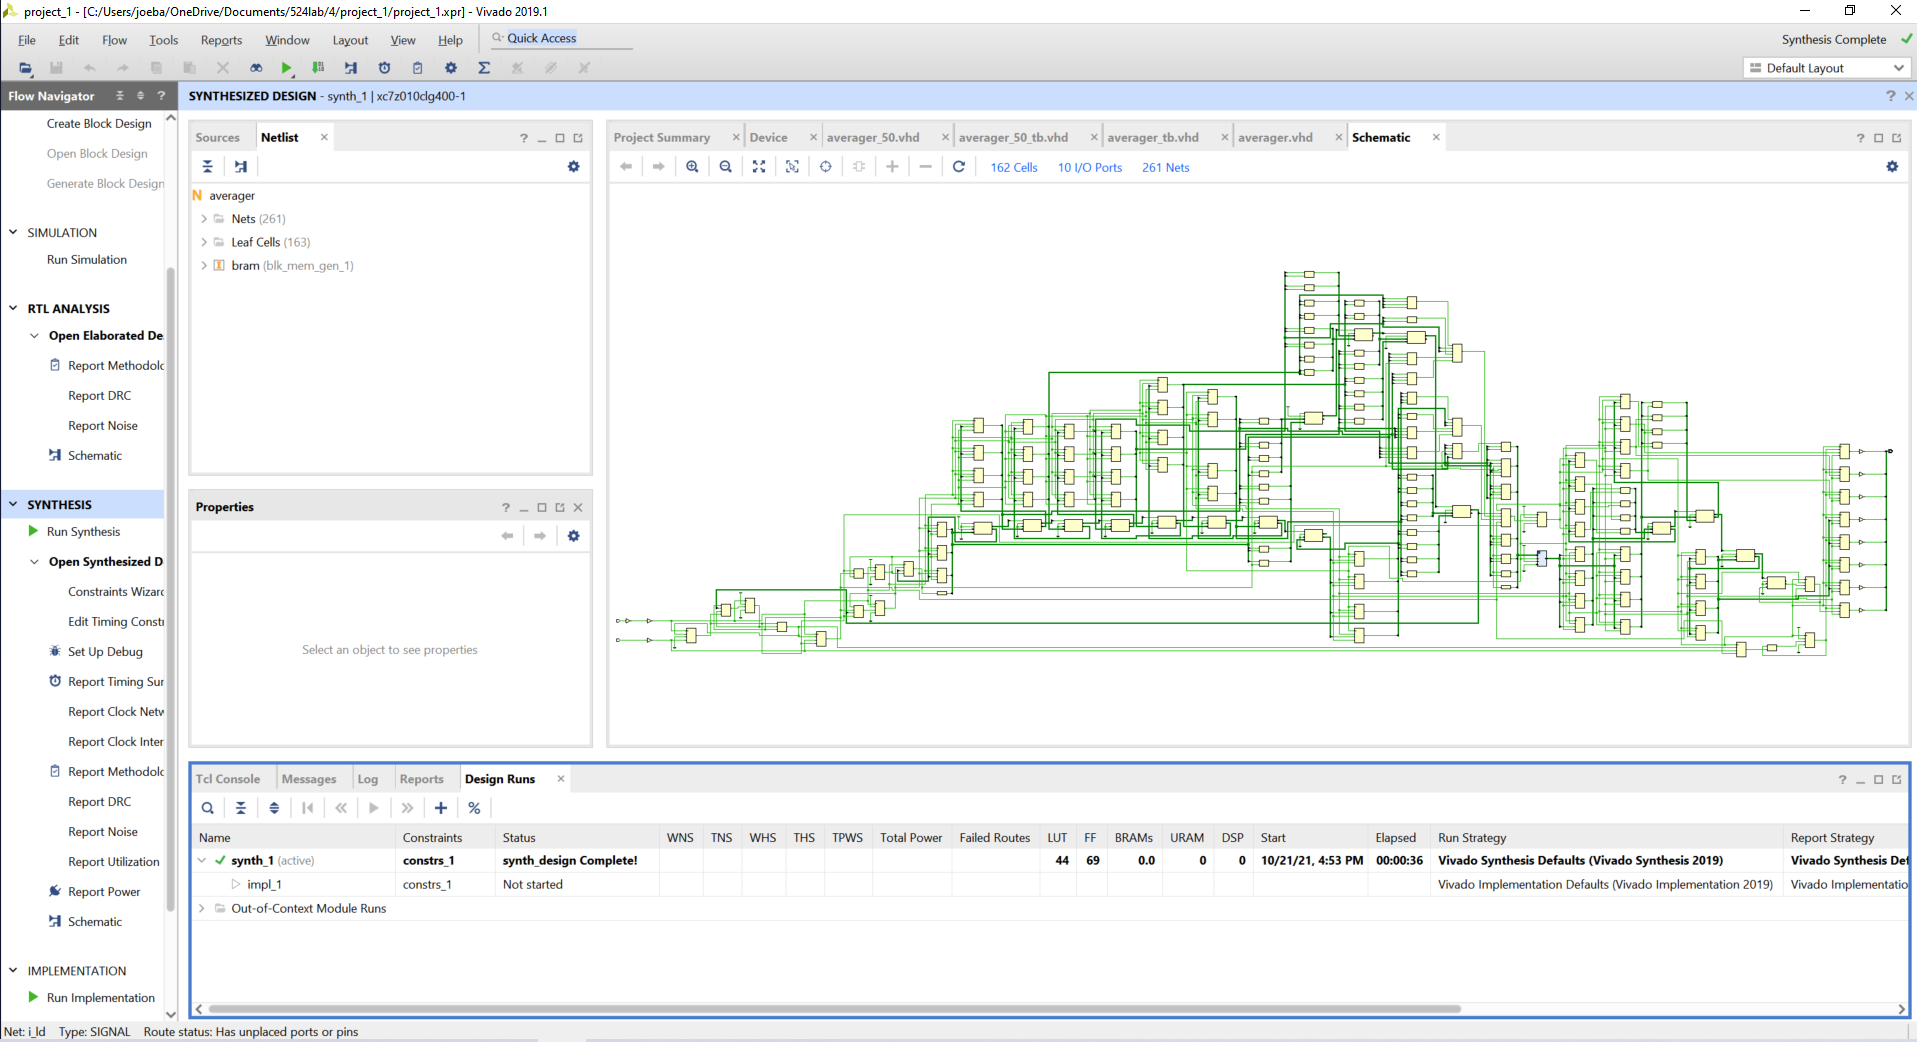 project_1 - [C:/Users/joeba/OneDrive/Documents/524lab/4/project_1/project_1.xpr] - Vivado 2019.1
File Edit Flow Tools Reports Window Layout View Help Quick Access
Synthesis Complete
Default Layout
Flow Navigator
SYNTHESIZED DESIGN - synth_1 | xc7z010clg400-1
Create Block Design
Open Block Design
Generate Block Design
SIMULATION
Run Simulation
RTL ANALYSIS
Open Elaborated De
Report Methodolo
Report DRC
Report Noise
Schematic
SYNTHESIS
Run Synthesis
Open Synthesized D
Constraints Wizard
Edit Timing Constr
Set Up Debug
Report Timing Sum
Report Clock Netw
Report Clock Inter
Report Methodolo
Report DRC
Report Noise
Report Utilization
Report Power
Schematic
IMPLEMENTATION
Run Implementation
Sources Netlist
N averager
Nets (261)
Leaf Cells (163)
bram (blk_mem_gen_1)
Properties
Select an object to see properties
Project Summary Device averager_50.vhd averager_50_tb.vhd averager_tb.vhd averager.vhd Schematic
162 Cells 10 I/O Ports 261 Nets
Tcl Console Messages Log Reports Design Runs
Name Constraints Status WNS TNS WHS THS TPWS Total Power Failed Routes LUT FF BRAMs URAM DSP Start Elapsed Run Strategy Report Strategy
synth_1 (active) constrs_1 synth_design Complete! 44 69 0.0 0 0 10/21/21, 4:53 PM 00:00:36 Vivado Synthesis Defaults (Vivado Synthesis 2019) Vivado Synthesis Def
impl_1 constrs_1 Not started Vivado Implementation Defaults (Vivado Implementation 2019) Vivado Implementatio
Out-of-Context Module Runs
Net: i_ld Type: SIGNAL Route status: Has unplaced ports or pins